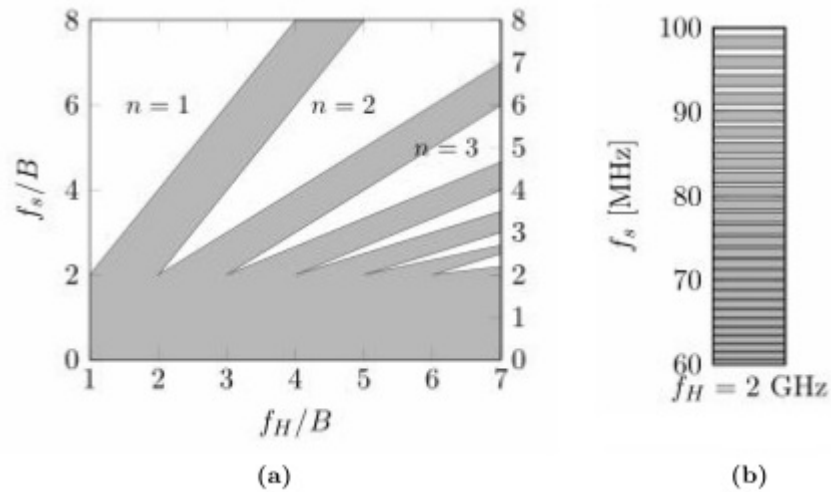 8
6
4
2
0
f_s/B
n = 1
n = 2
n = 3
8
7
6
5
4
3
2
1
0
1 2 3 4 5 6 7
f_H/B
(a)
100
90
80
70
60
f_s [MHz]
f_H = 2 GHz
(b)